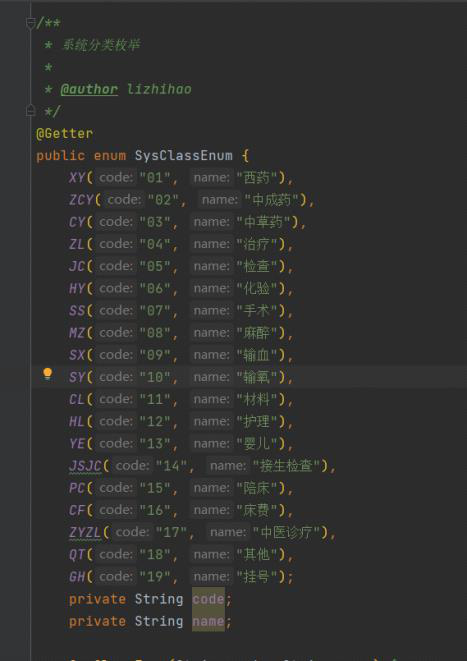 /**
 * 系统分类枚举
 *
 * @author lizhihao
 */
@Getter
public enum SysClassEnum {
    XY( code: "01", name: "西药"),
    ZCY( code: "02", name: "中成药"),
    CY( code: "03", name: "中草药"),
    ZL( code: "04", name: "治疗"),
    JC( code: "05", name: "检查"),
    HY( code: "06", name: "化验"),
    SS( code: "07", name: "手术"),
    MZ( code: "08", name: "麻醉"),
    SX( code: "09", name: "输血"),
    SY( code: "10", name: "输氧"),
    CL( code: "11", name: "材料"),
    HL( code: "12", name: "护理"),
    YE( code: "13", name: "婴儿"),
    JSJC( code: "14", name: "接生检查"),
    PC( code: "15", name: "陪床"),
    CF( code: "16", name: "床费"),
    ZYZL( code: "17", name: "中医诊疗"),
    QT( code: "18", name: "其他"),
    GH( code: "19", name: "挂号");
    private String code;
    private String name;